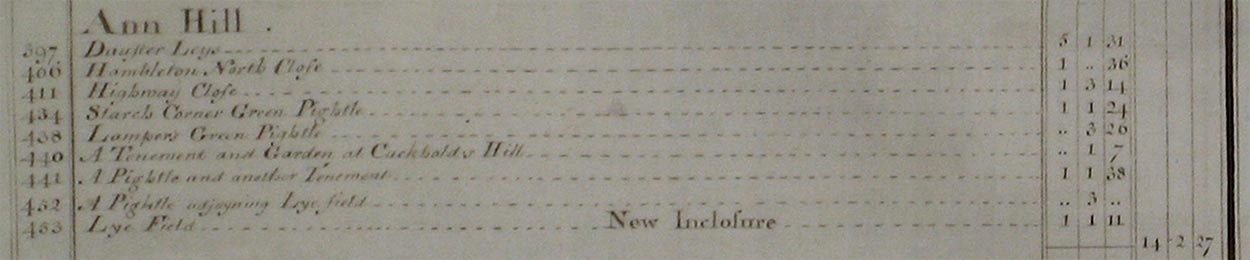 Ann Hill .
397 Dayſter Leys 5 1 31
406 Hambleton North Cloſe 1 .. 36
411 Highway Cloſe 1 3 14
434 Starch Corner Green Pightle 1 1 24
438 Lampers Green Pightle .. 3 26
440 A Tenement and Garden at Cuckholds Hill .. 1 7
441 A Pightle and another Tenement 1 1 38
452 A Pightle adjoyning Lye field .. 3 ..
453 Lye Field New Incloſure 1 1 11
14 - 2 - 27